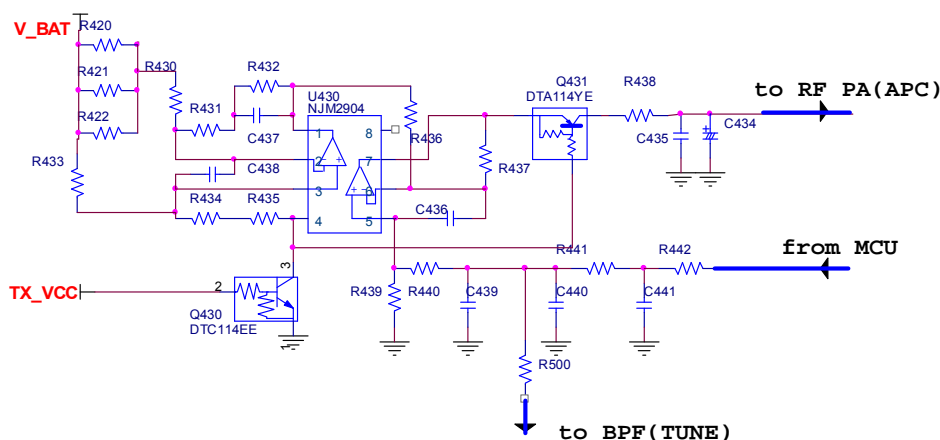 V_BAT
R420
R421
R422
R430
R431
R432
C437
U430
NJM2904
R436
Q431
DTA114YE
R438
to RF PA(APC)
C435
C434
R433
C438
R434
R435
1
2
3
4
8
7
6
5
R437
C436
R439
R440
C439
C440
R441
C441
R442
from MCU
TX_VCC
2
3
1
Q430
DTC114EE
R500
to BPF(TUNE)